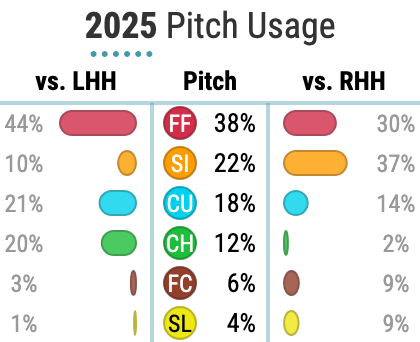 2025 Pitch Usage
vs. LHH Pitch vs. RHH
44% FF 38% 30%
10% SI 22% 37%
21% CU 18% 14%
20% CH 12% 2%
3% FC 6% 9%
1% SL 4% 9%